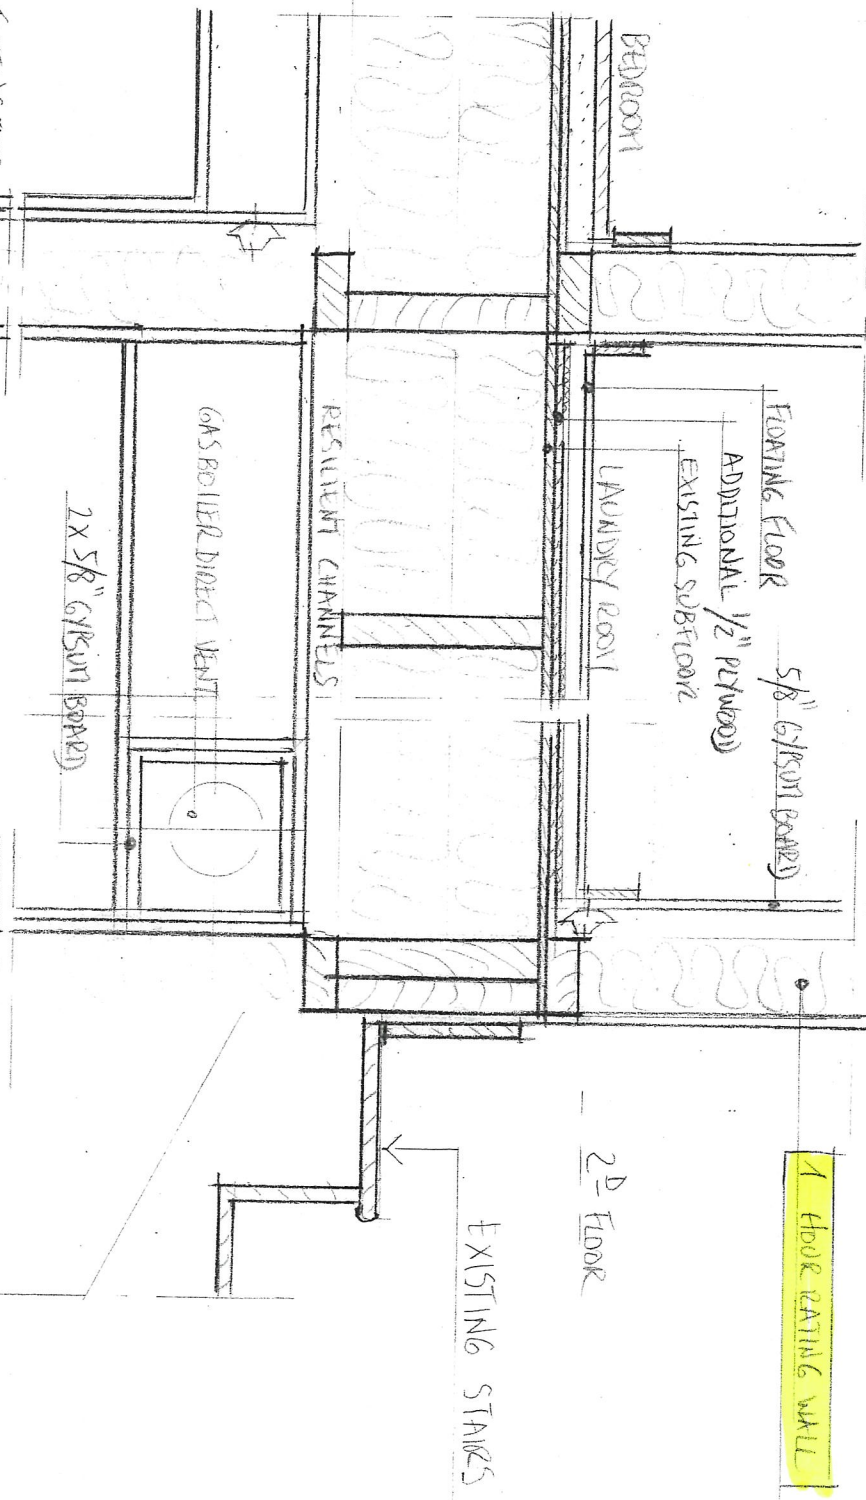 BEDROOM
FLOATING FLOOR
ADDITIONAL 1/2" PLYWOOD
EXISTING SUBFLOOR
LAUNDRY ROOM
5/8" GYPSUM BOARD
RESILIENT CHANNELS
GAS BOILER DIRECT VENT
2X 5/8" GYPSUM BOARD
1 HOUR RATING WALL
2D FLOOR
EXISTING STAIRS